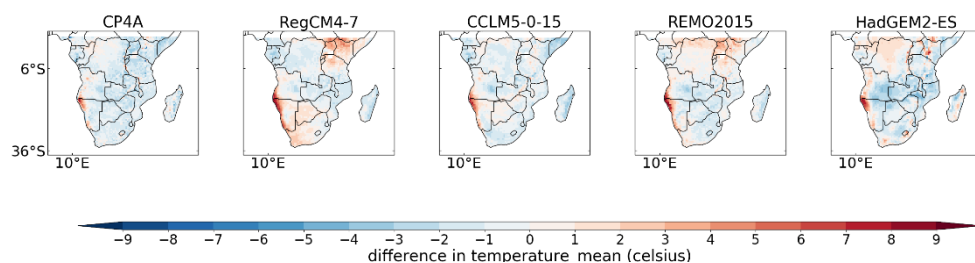 CP4A RegCM4-7 CCLM5-0-15 REMO2015 HadGEM2-ES
6°S
36°S
10°E 10°E 10°E 10°E 10°E
−9 −8 −7 −6 −5 −4 −3 −2 −1 0 1 2 3 4 5 6 7 8 9
difference in temperature mean (celsius)